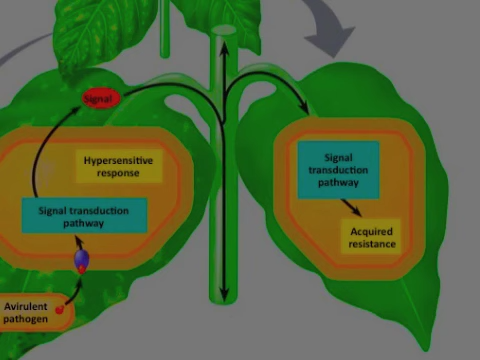 Signal
Hypersensitive
response
Signal
transduction
pathway
Signal transduction
pathway
Acquired
resistance
Avirulent
pathogen